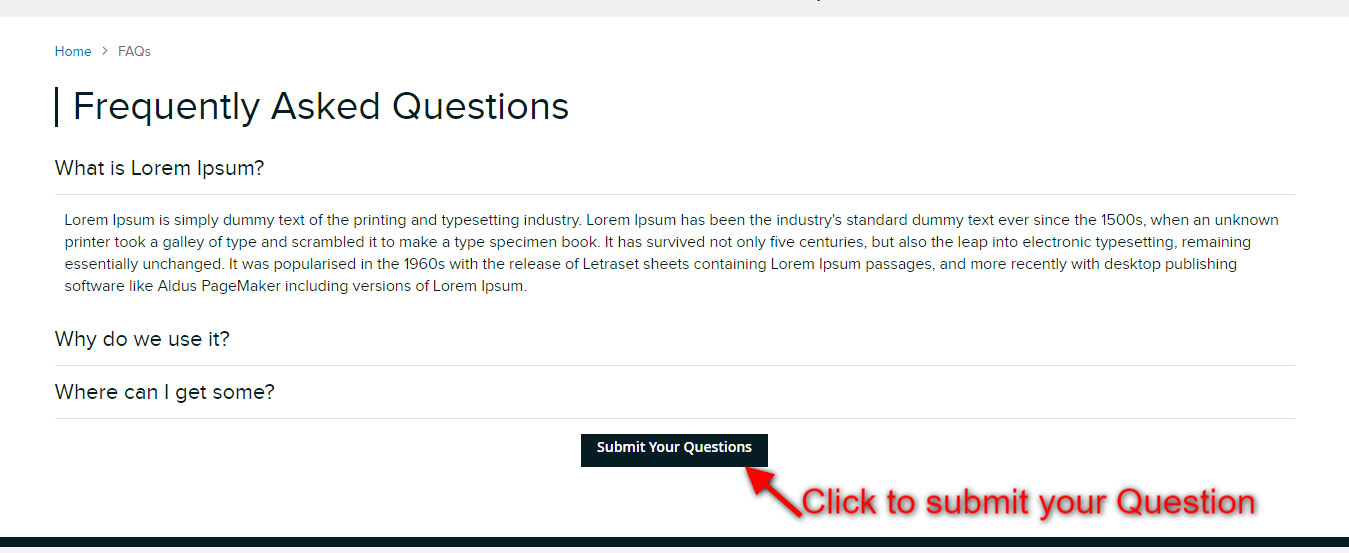 Home > FAQs
Frequently Asked Questions
What is Lorem Ipsum?
Lorem Ipsum is simply dummy text of the printing and typesetting industry. Lorem Ipsum has been the industry's standard dummy text ever since the 1500s, when an unknown
printer took a galley of type and scrambled it to make a type specimen book. It has survived not only five centuries, but also the leap into electronic typesetting, remaining
essentially unchanged. It was popularised in the 1960s with the release of Letraset sheets containing Lorem Ipsum passages, and more recently with desktop publishing
software like Aldus PageMaker including versions of Lorem Ipsum.
Why do we use it?
Where can I get some?
Submit Your Questions
Click to submit your Question